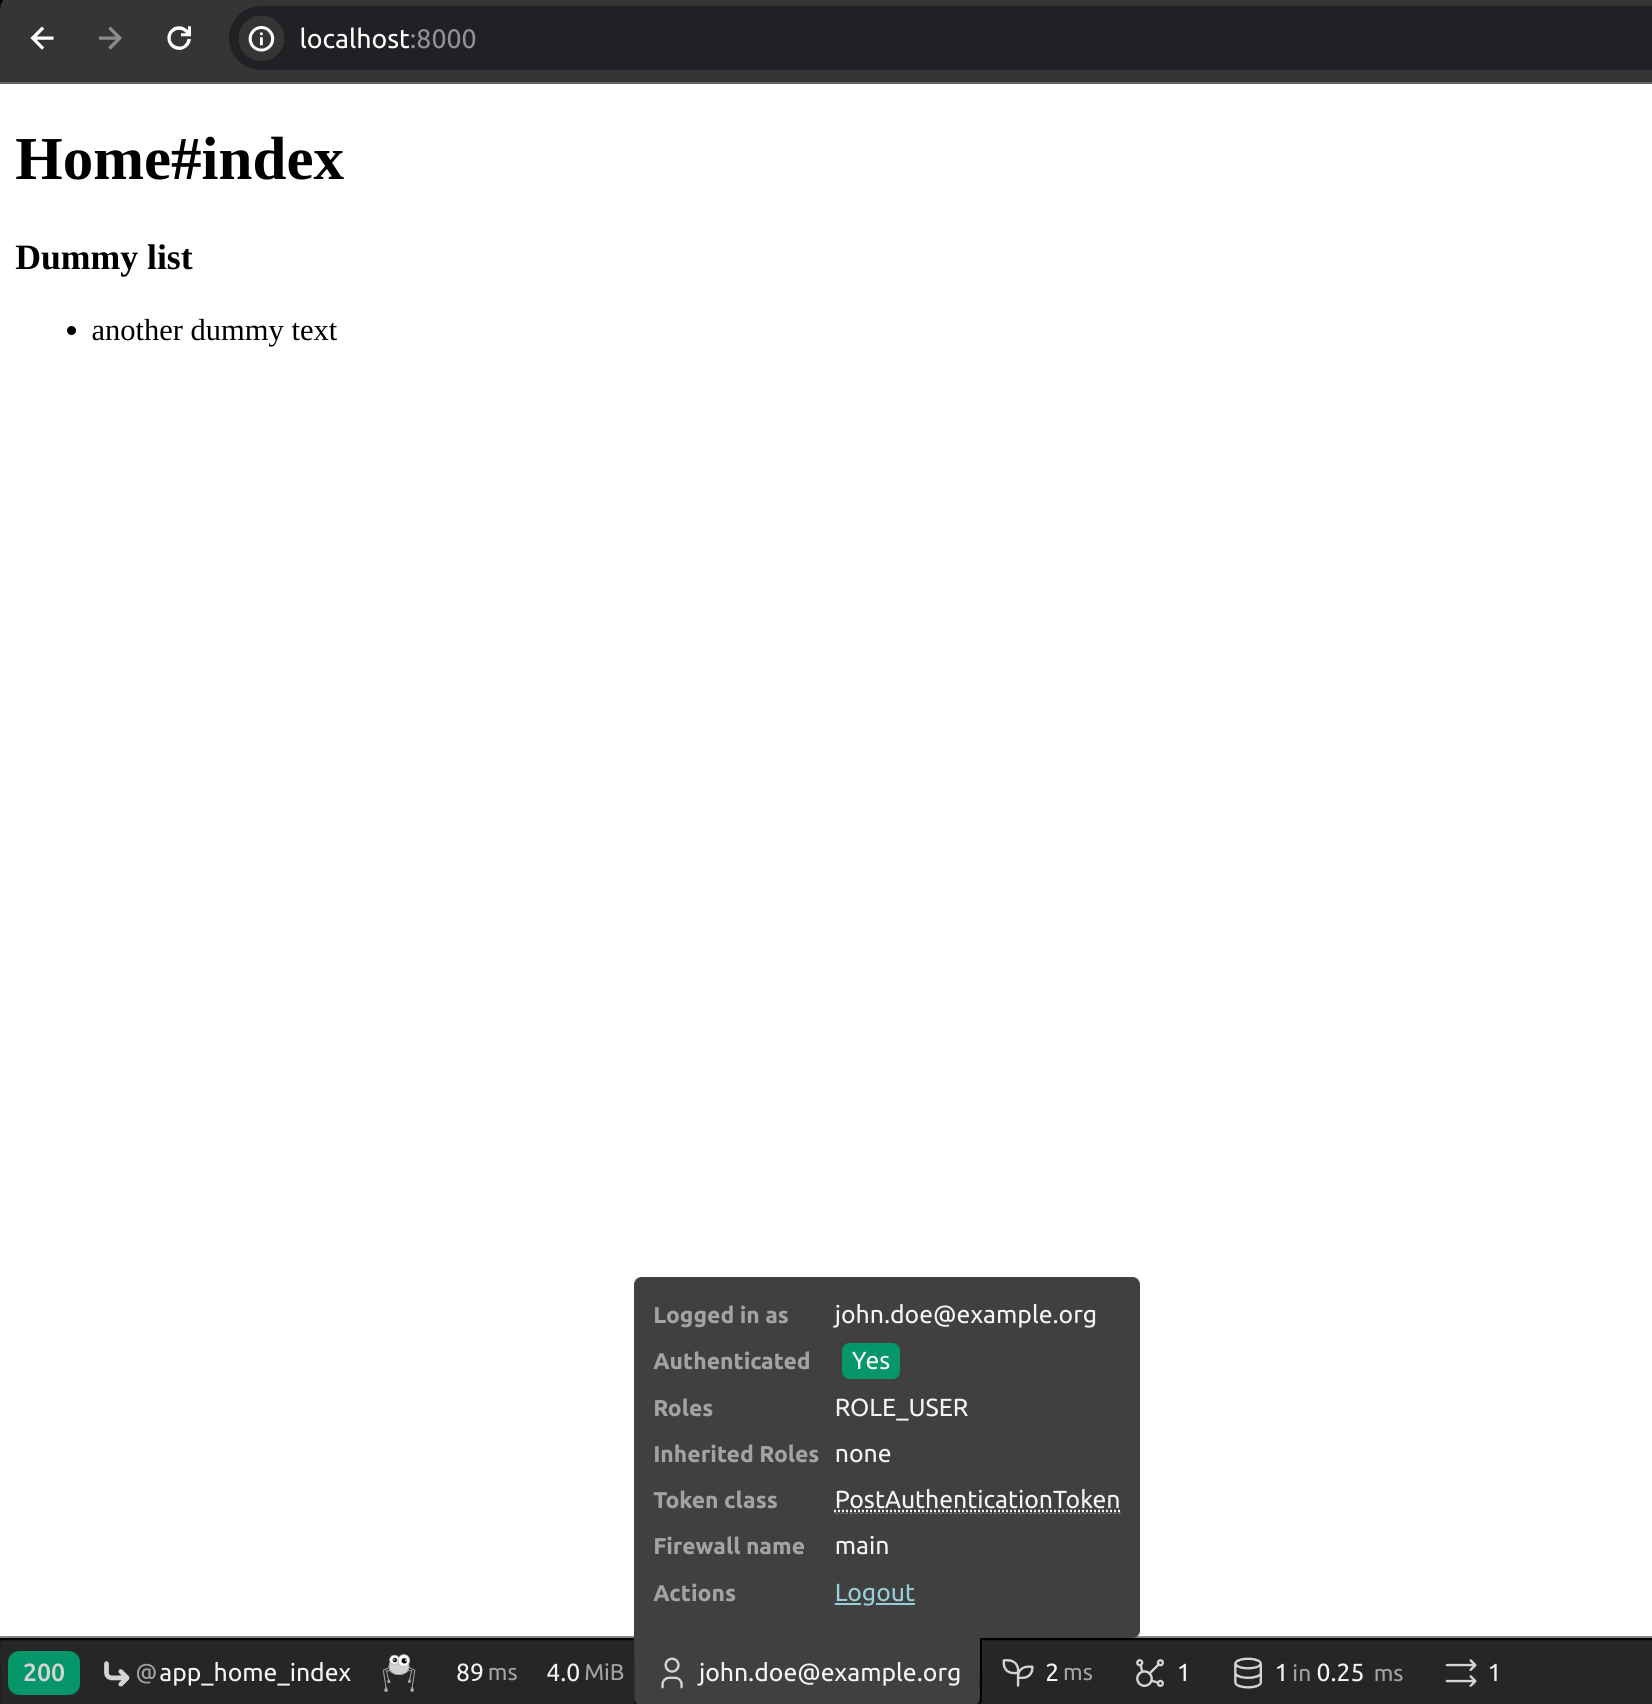 localhost:8000
Home#index
Dummy list
• another dummy text
Logged in as john.doe@example.org
Authenticated Yes
Roles ROLE_USER
Inherited Roles none
Token class PostAuthenticationToken
Firewall name main
Actions Logout
200 @app_home_index 89 ms 4.0 MiB john.doe@example.org 2 ms 1 1 in 0.25 ms 1